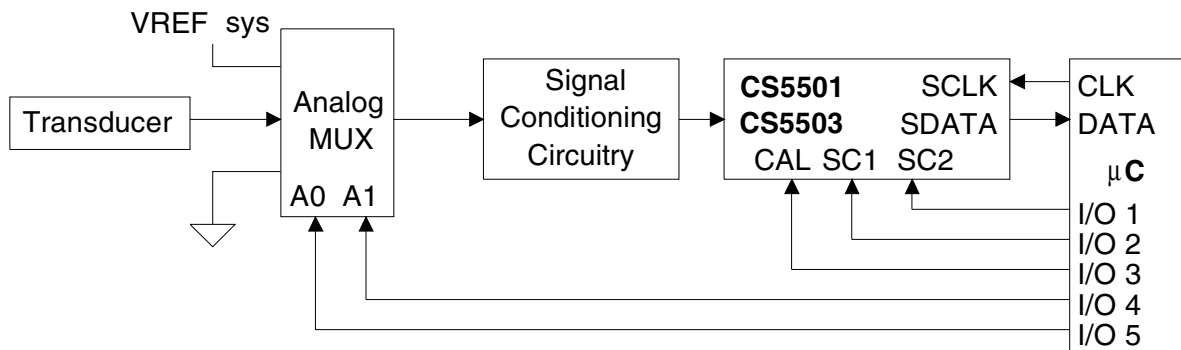 VREF sys
Transducer
Analog
MUX
A0 A1
Signal
Conditioning
Circuitry
CS5501
CS5503
SCLK
SDATA
CAL SC1 SC2
CLK
DATA
µC
I/O 1
I/O 2
I/O 3
I/O 4
I/O 5